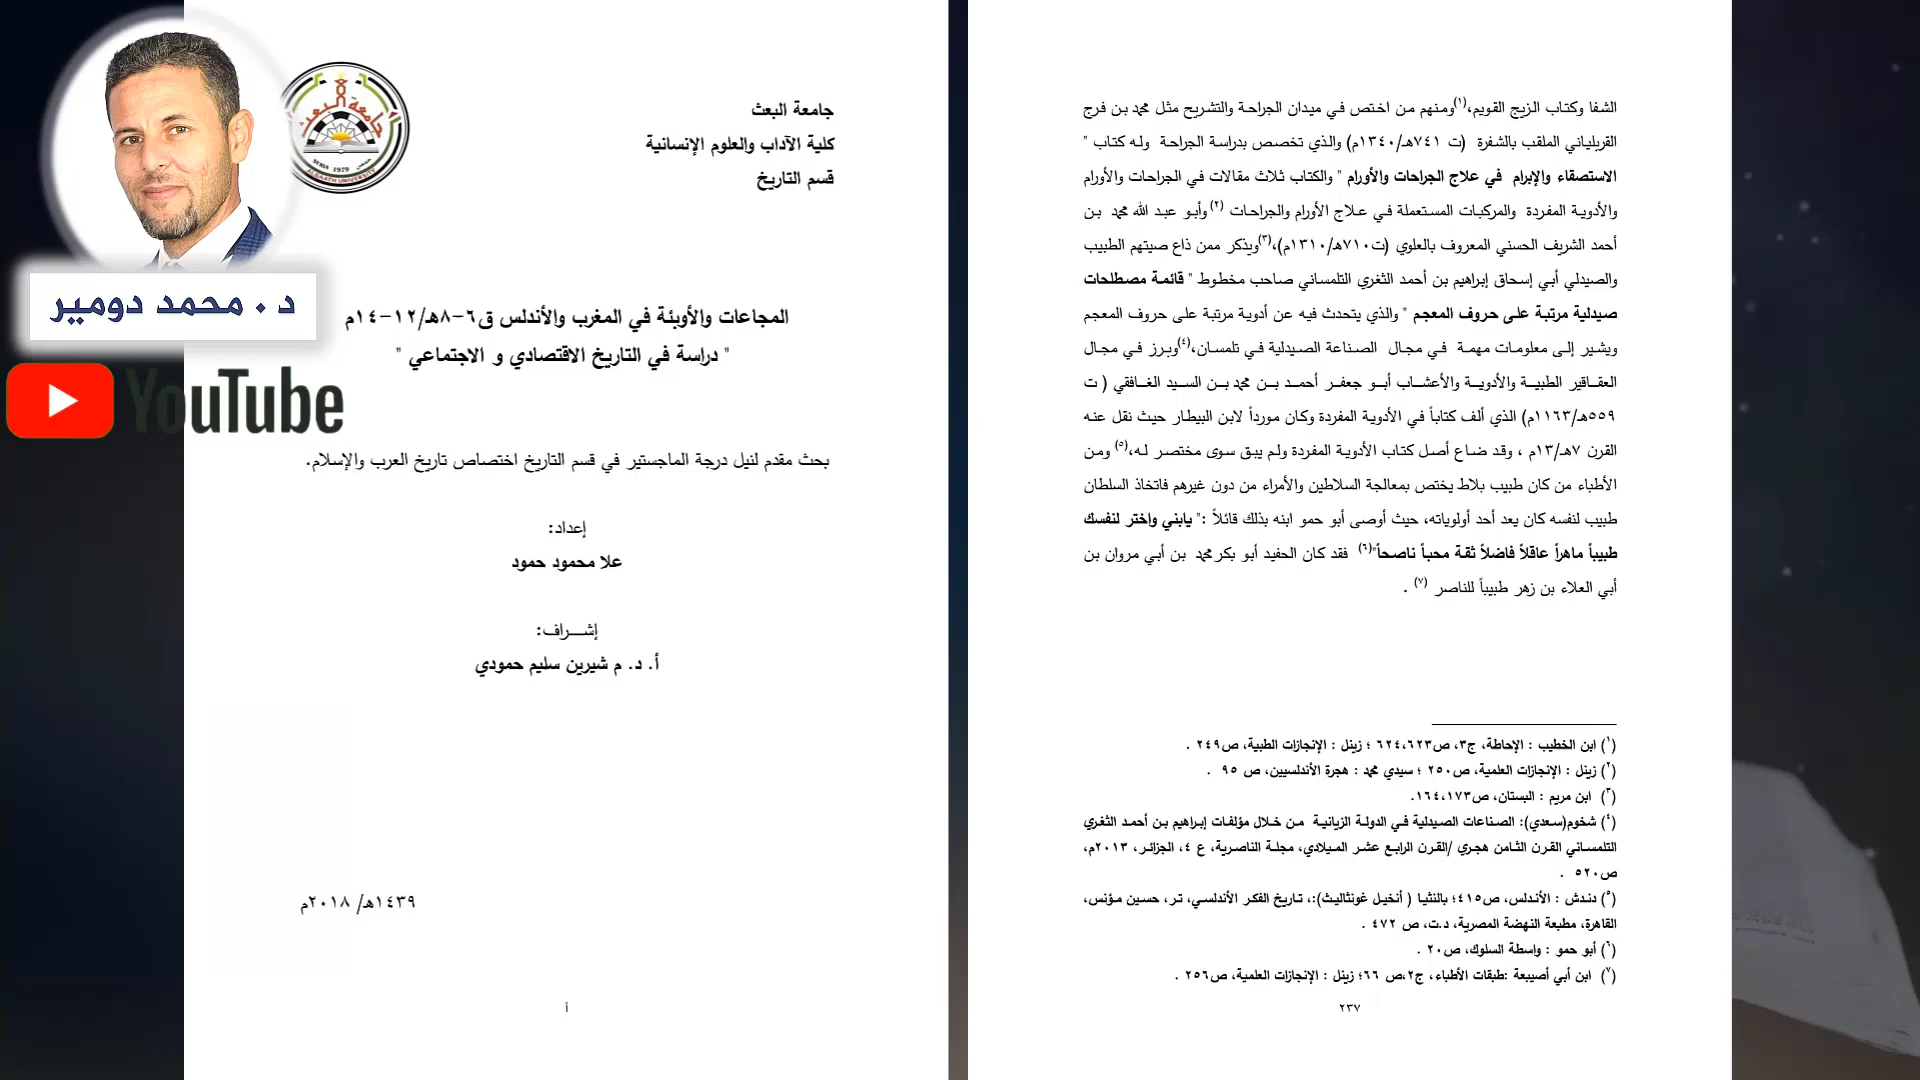 د . محمد دومير
YouTube
جامعة البعث
SYRIA 1979
ALBAATH UNIVERSITY
جامعة البعث
كلية الآداب والعلوم الإنسانية
قسم التاريخ
المجاعات والأوبئة في المغرب والأندلس ق٦-٨هـ/١٢-١٤م
" دراسة في التاريخ الاقتصادي و الاجتماعي "
بحث مقدم لنيل درجة الماجستير في قسم التاريخ اختصاص تاريخ العرب والإسلام.
إعداد:
علا محمود حمود
إشـــراف:
أ. د. م شيرين سليم حمودي
١٤٣٩هـ/ ٢٠١٨م
أ
الشفا وكتاب الزيج القويم،(١)ومنهم من اختص في ميدان الجراحة والتشريح مثل محمد بن فرج
القربلياني الملقب بالشفرة (ت ٧٤١هـ/١٣٤٠م) والذي تخصص بدراسة الجراحة وله كتاب "
الاستصقاء والإبرام في علاج الجراحات والأورام " والكتاب ثلاث مقالات في الجراحات والأورام
والأدوية المفردة والمركبات المستعملة في علاج الأورام والجراحات (٢) وأبو عبد الله محمد بن
أحمد الشريف الحسني المعروف بالعلوي (ت٧١٠هـ/١٣١٠م)،(٣)ويذكر ممن ذاع صيتهم الطبيب
والصيدلي أبي إسحاق إبراهيم بن أحمد الثغري التلمساني صاحب مخطوط " قائمة مصطلحات
صيدلية مرتبة على حروف المعجم " والذي يتحدث فيه عن أدوية مرتبة على حروف المعجم
ويشير إلى معلومات مهمة في مجال الصناعة الصيدلية في تلمسان،(٤)وبرز في مجال
العقاقير الطبية والأدوية والأعشاب أبو جعفر أحمد بن محمد بن السيد الغافقي ( ت
٥٥٩هـ/١١٦٣م) الذي ألف كتاباً في الأدوية المفردة وكان مورداً لابن البيطار حيث نقل عنه
القرن ٧هـ/١٣م ، وقد ضاع أصل كتاب الأدوية المفردة ولم يبق سوى مختصر له،(٥) ومن
الأطباء من كان طبيب بلاط يختص بمعالجة السلاطين والأمراء من دون غيرهم فاتخاذ السلطان
طبيب لنفسه كان يعد أحد أولوياته، حيث أوصى أبو حمو ابنه بذلك قائلاً :" يابني واختر لنفسك
طبيباً ماهراً عاقلاً فاضلاً ثقة محباً ناصحاً"(٦) فقد كان الحفيد أبو بكر محمد بن أبي مروان بن
أبي العلاء بن زهر طبيباً للناصر (٧) .
(١) ابن الخطيب : الإحاطة، ج٣، ص٦٢٤،٦٢٣ ؛ زينل : الإنجازات الطبية، ص٢٤٩ .
(٢) زينل : الإنجازات العلمية، ص٢٥٠ ؛ سيدي محمد : هجرة الأندلسيين، ص ٩٥ .
(٣) ابن مريم : البستان، ص١٦٤،١٧٣.
(٤) شخوم(سعدي): الصناعات الصيدلية في الدولة الزيانية من خلال مؤلفات إبراهيم بن أحمد الثغري
التلمساني القرن الثامن هجري /القرن الرابع عشر الميلادي، مجلة الناصرية، ع ٤، الجزائر، ٢٠١٣م،
ص٥٢٠ .
(٥) دندش : الأندلس، ص٤١٥؛ بالنثيا ( أنخيل غونثاليث):، تاريخ الفكر الأندلسي، تر، حسين مؤنس،
القاهرة، مطبعة النهضة المصرية، د.ت، ص ٤٧٢ .
(٦) أبو حمو : واسطة السلوك، ص٢٠ .
(٧) ابن أبي أصيبعة :طبقات الأطباء، ج٢،ص ٦٦؛ زينل : الإنجازات العلمية، ص٢٥٦ .
٢٣٧